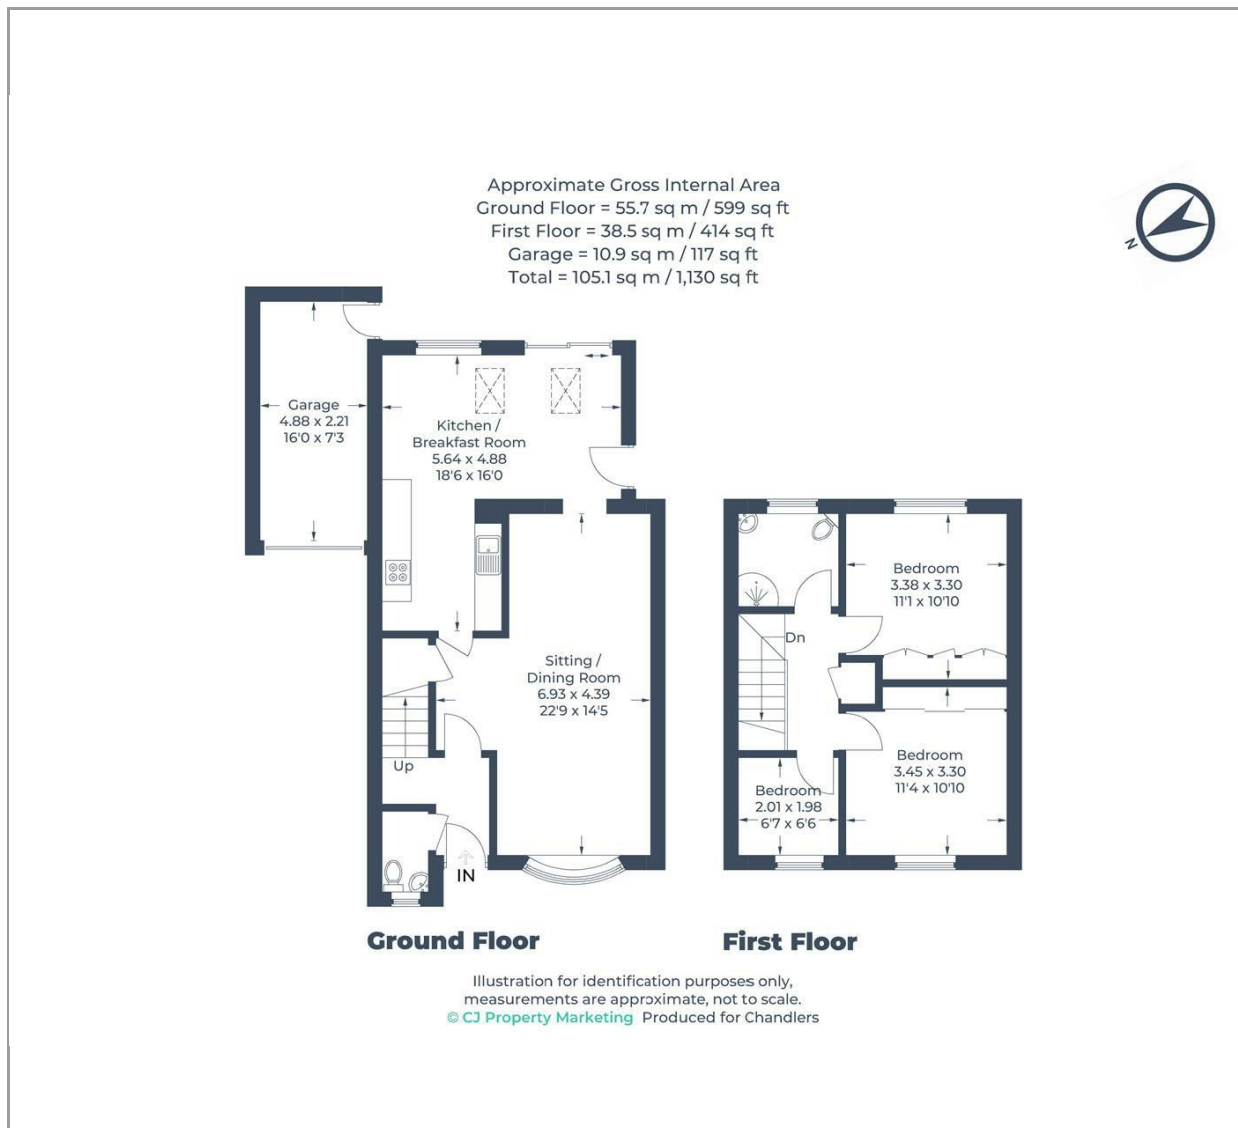 Approximate Gross Internal Area
Ground Floor = 55.7 sq m / 599 sq ft
First Floor = 38.5 sq m / 414 sq ft
Garage = 10.9 sq m / 117 sq ft
Total = 105.1 sq m / 1,130 sq ft
N
Garage
4.88 x 2.21
16'0 x 7'3
Kitchen /
Breakfast Room
5.64 x 4.88
18'6 x 16'0
Sitting /
Dining Room
6.93 x 4.39
22'9 x 14'5
Up
IN
Ground Floor
Bedroom
3.38 x 3.30
11'1 x 10'10
Dn
Bedroom
3.45 x 3.30
11'4 x 10'10
Bedroom
2.01 x 1.98
6'7 x 6'6
First Floor
Illustration for identification purposes only,
measurements are approximate, not to scale.
© CJ Property Marketing Produced for Chandlers